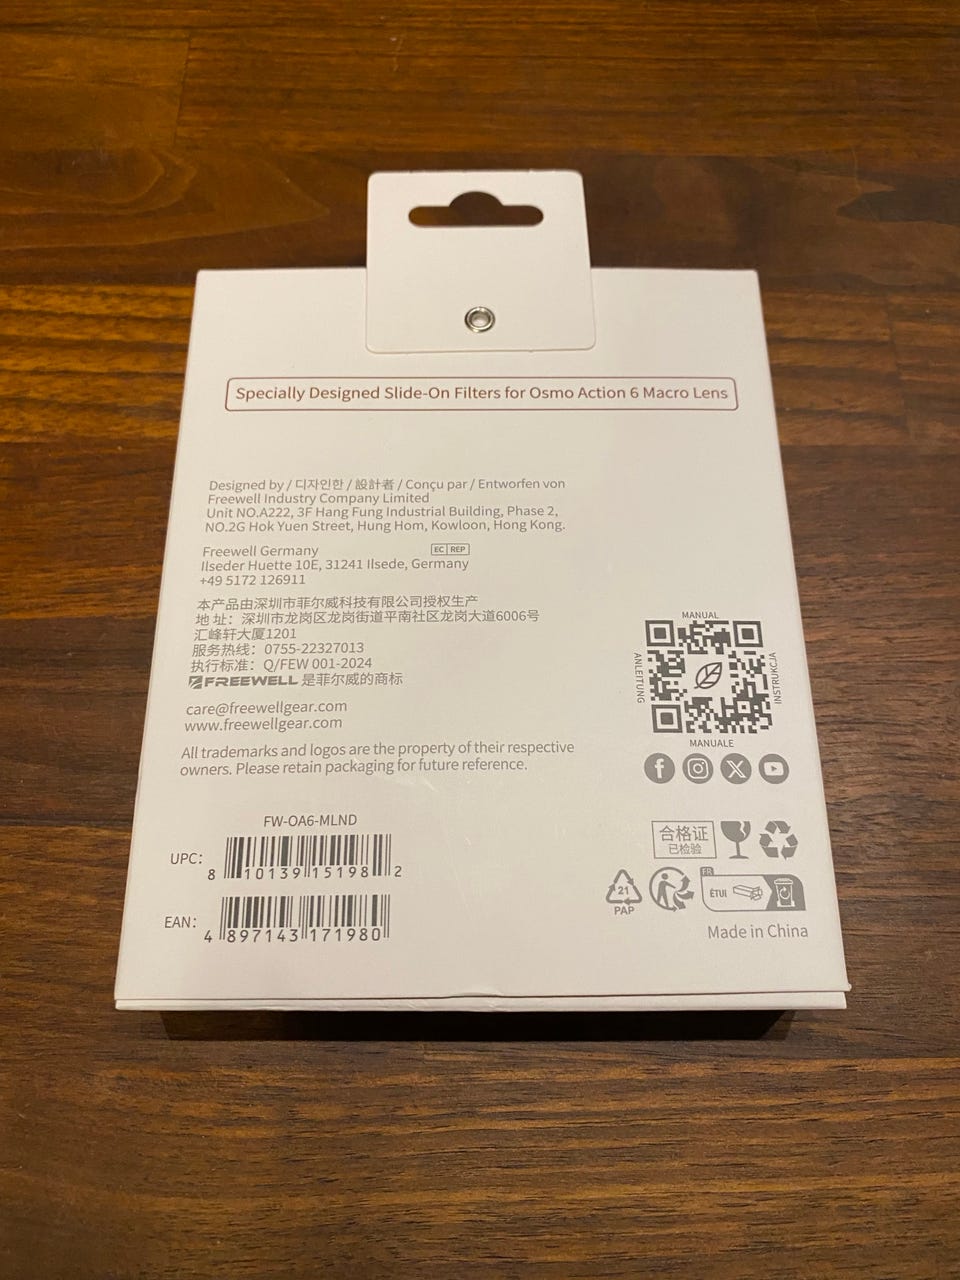 Specially Designed Slide-On Filters for Osmo Action 6 Macro Lens
Designed by / 디자인한 / 設計者 / Conçu par / Entworfen von
Freewell Industry Company Limited
Unit NO.A222, 3F Hang Fung Industrial Building, Phase 2,
NO.2G Hok Yuen Street, Hung Hom, Kowloon, Hong Kong.
Freewell Germany EC REP
Ilseder Huette 10E, 31241 Ilsede, Germany
+49 5172 126911
本产品由深圳市菲尔威科技有限公司授权生产
地 址：深圳市龙岗区龙岗街道平南社区龙岗大道6006号
汇峰轩大厦1201
服务热线：0755-22327013
执行标准：Q/FEW 001-2024
FREEWELL 是菲尔威的商标
care@freewellgear.com
www.freewellgear.com
All trademarks and logos are the property of their respective
owners. Please retain packaging for future reference.
MANUAL
ANLEITUNG
INSTRUKCJA
MANUALE
FW-OA6-MLND
UPC: 8 10139 15198 2
EAN: 4 897143 171980
合格证
已检验
21
PAP
FR
ÉTUI
Made in China